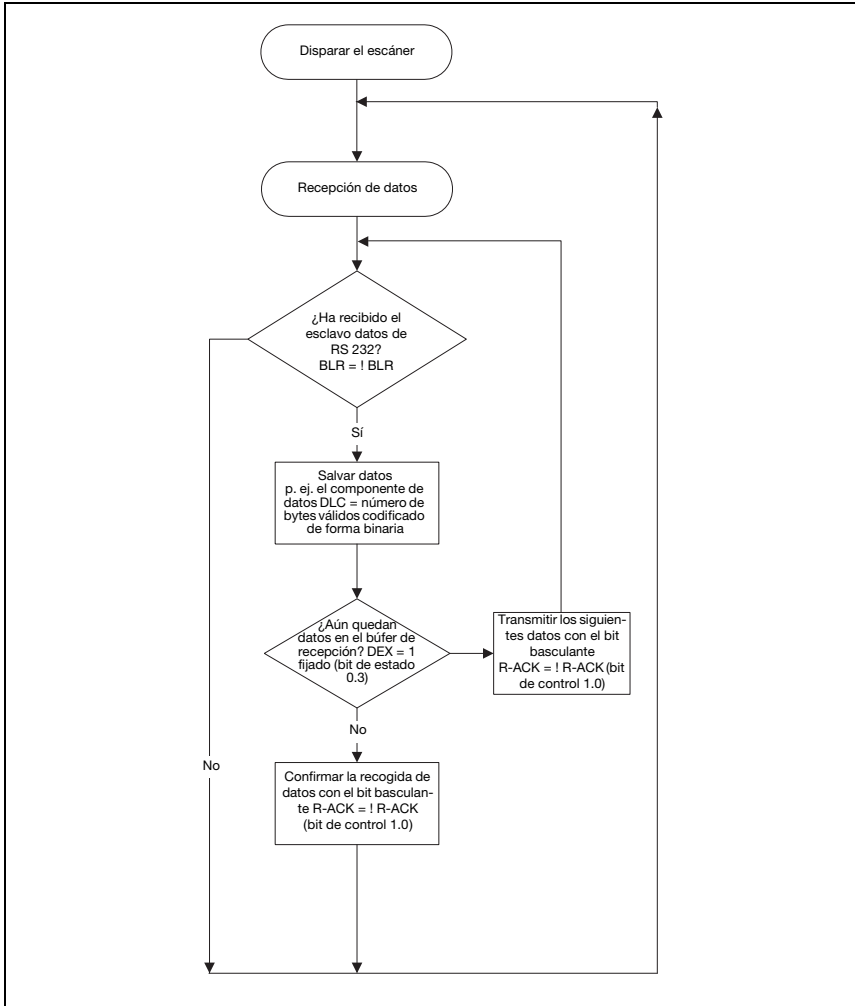 Disparar el escáner
Recepción de datos
¿Ha recibido el
esclavo datos de
RS 232?
BLR = ! BLR
Sí
Salvar datos
p. ej. el componente de
datos DLC = número de
bytes válidos codificado
de forma binaria
¿Aún quedan
datos en el búfer de
recepción? DEX = 1
fijado (bit de estado
0.3)
Transmitir los siguien-
tes datos con el bit
basculante
R-ACK = ! R-ACK (bit
de control 1.0)
No
No
Confirmar la recogida de
datos con el bit basculan-
te R-ACK = ! R-ACK
(bit de control 1.0)